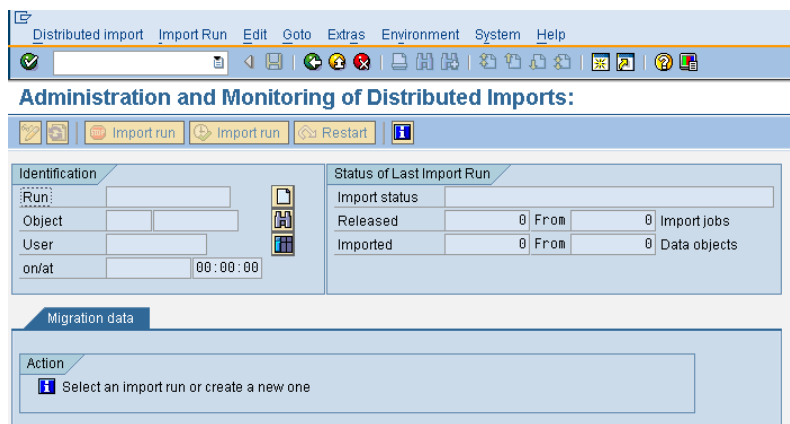 Distributed import Import Run Edit Goto Extras Environment System Help
Administration and Monitoring of Distributed Imports:
Import run Import run Restart
Identification
Run
Object
User
on/at 00:00:00
Status of Last Import Run
Import status
Released 0 From 0 Import jobs
Imported 0 From 0 Data objects
Migration data
Action
Select an import run or create a new one